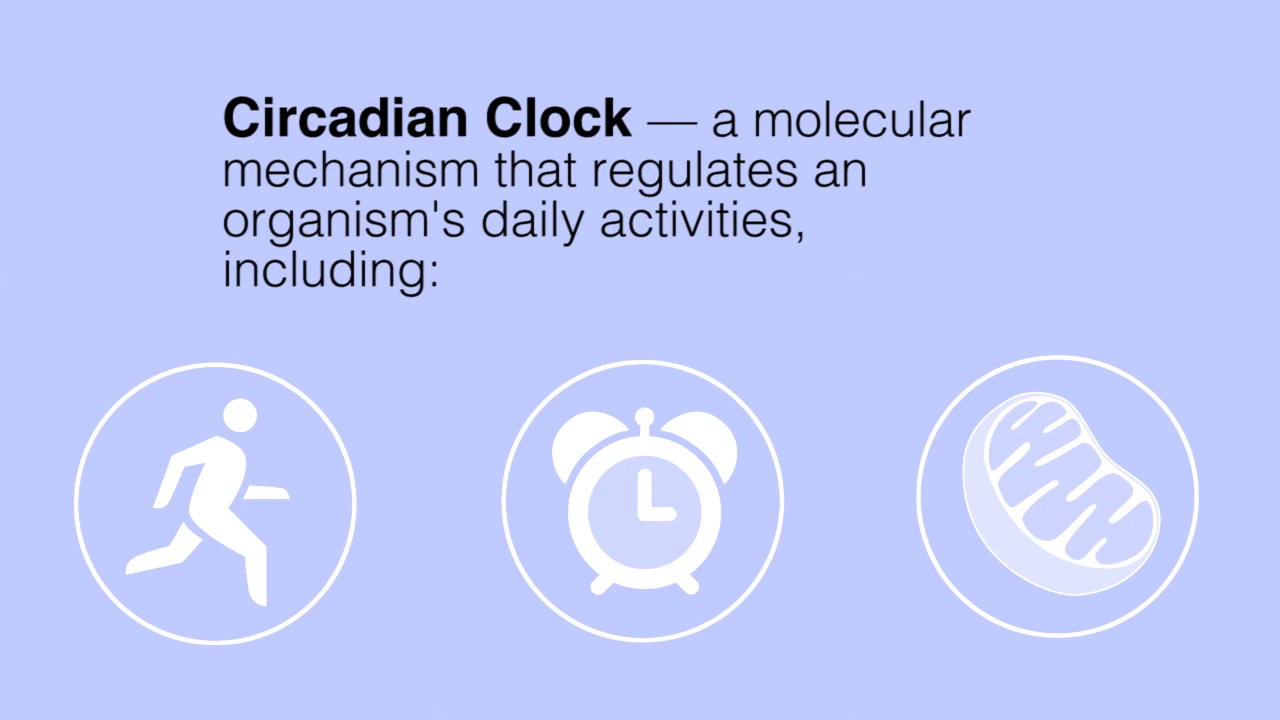 Circadian Clock — a molecular
mechanism that regulates an
organism's daily activities,
including: